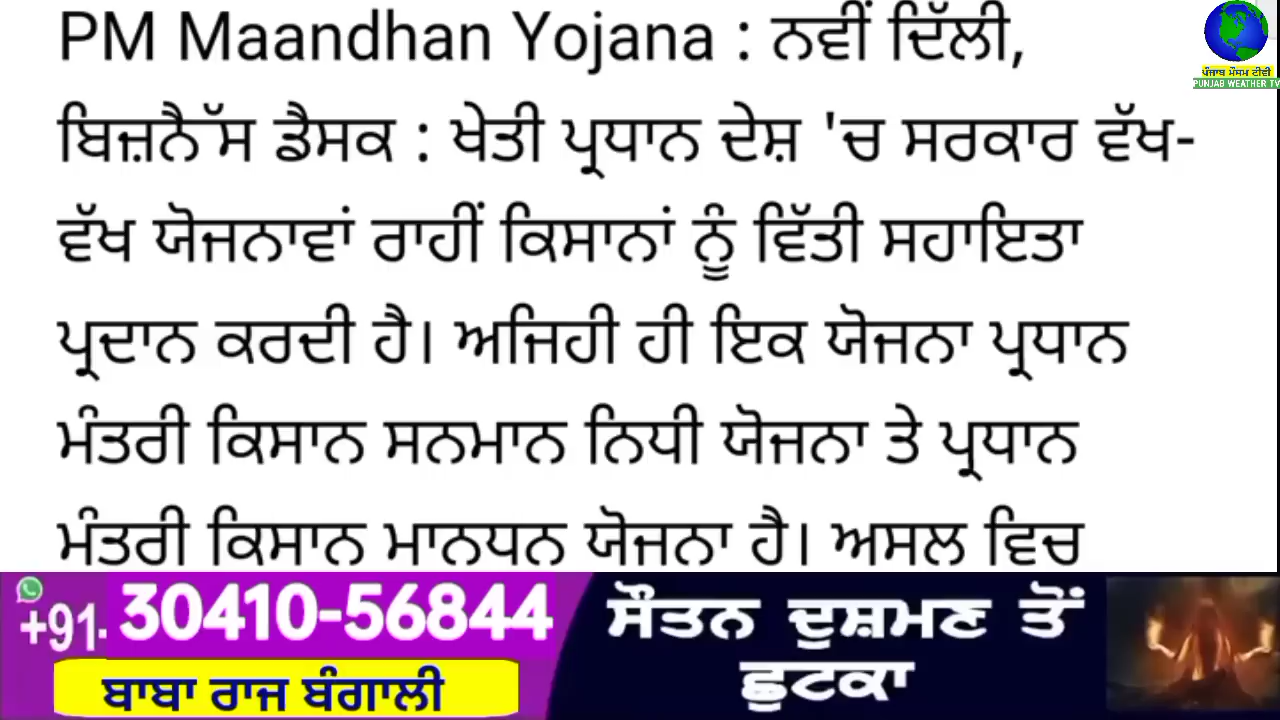 PM Maandhan Yojana : ਨਵੀਂ ਦਿੱਲੀ,
ਬਿਜ਼ਨੈੱਸ ਡੈਸਕ : ਖੇਤੀ ਪ੍ਰਧਾਨ ਦੇਸ਼ 'ਚ ਸਰਕਾਰ ਵੱਖ-
ਵੱਖ ਯੋਜਨਾਵਾਂ ਰਾਹੀਂ ਕਿਸਾਨਾਂ ਨੂੰ ਵਿੱਤੀ ਸਹਾਇਤਾ
ਪ੍ਰਦਾਨ ਕਰਦੀ ਹੈ। ਅਜਿਹੀ ਹੀ ਇਕ ਯੋਜਨਾ ਪ੍ਰਧਾਨ
ਮੰਤਰੀ ਕਿਸਾਨ ਸਨਮਾਨ ਨਿਧੀ ਯੋਜਨਾ ਤੇ ਪ੍ਰਧਾਨ
ਮੰਤਰੀ ਕਿਸਾਨ ਮਾਨਧਨ ਯੋਜਨਾ ਹੈ। ਅਸਲ ਵਿਚ
ਪੰਜਾਬ ਮੌਸਮ ਟੀਵੀ
PUNJAB WEATHER TV
+91- 30410-56844
ਬਾਬਾ ਰਾਜ ਬੰਗਾਲੀ
ਸੌਤਨ ਦੁਸ਼ਮਣ ਤੋਂ
ਛੁਟਕਾ